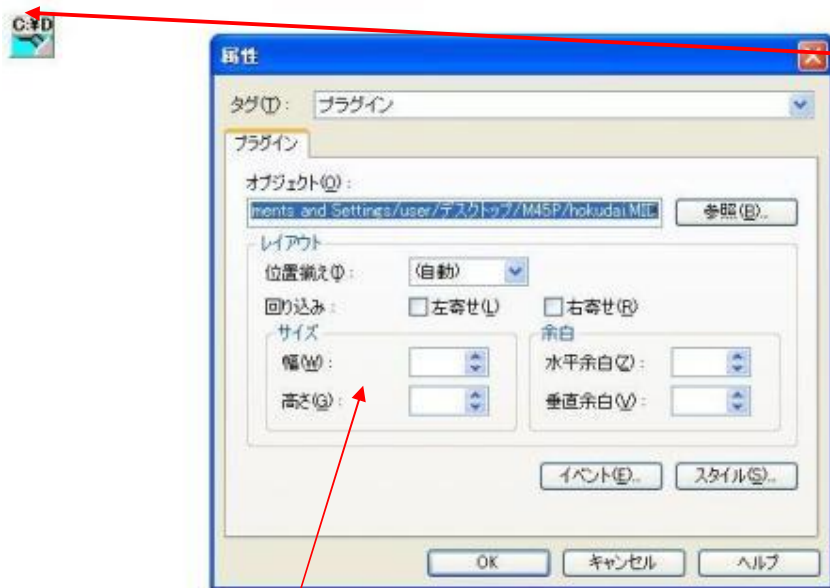 C:¥D
属性
タグ(T): プラグイン
プラグイン
オブジェクト(O):
ments and Settings/user/デスクトップ/M45P/hokudai.MID 参照(B)...
レイアウト
位置揃え(I): (自動)
回り込み: 左寄せ(L) 右寄せ(R)
サイズ 余白
幅(W): 水平余白(Z):
高さ(G): 垂直余白(V):
イベント(E)... スタイル(S)...
OK キャンセル ヘルプ